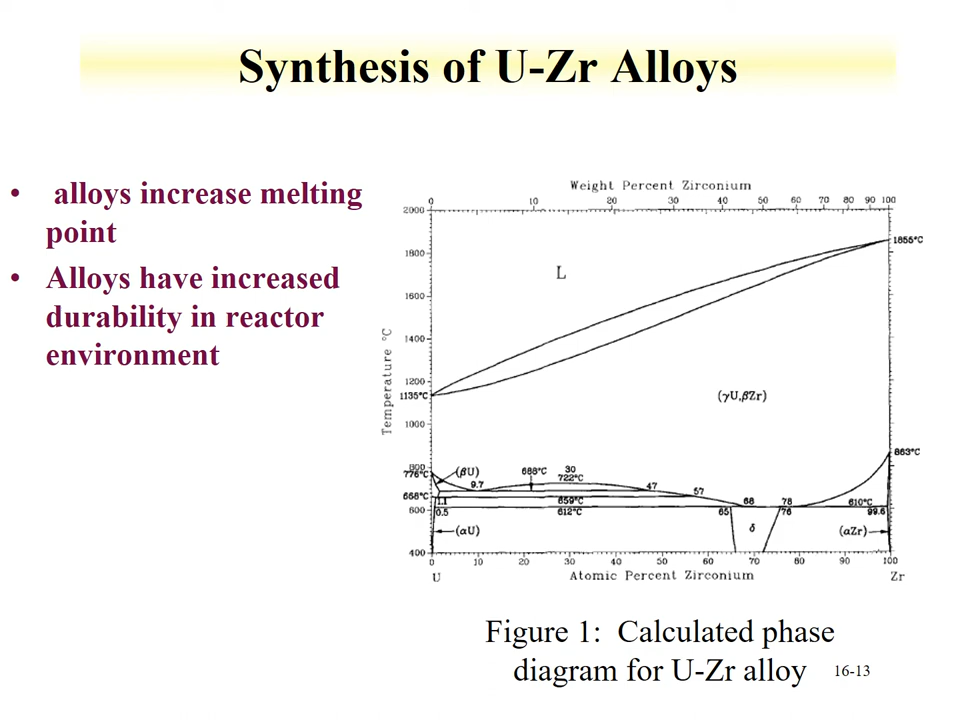 Synthesis of U-Zr Alloys
• alloys increase melting
point
• Alloys have increased
durability in reactor
environment
Weight Percent Zirconium
0 10 20 30 40 50 60 70 80 90 100
Temperature °C
2000
1800
1600
1400
1200
1135°C
1000
800
776°C
668°C
600
400
L
1855°C
(γU,βZr)
863°C
(βU)
9.7
688°C
30
722°C
47
57
68
78
610°C
1.1
659°C
0.5
612°C
65
76
99.6
(αU)
δ
(αZr)
0 10 20 30 40 50 60 70 80 90 100
U Atomic Percent Zirconium Zr
Figure 1: Calculated phase
diagram for U-Zr alloy
16-13